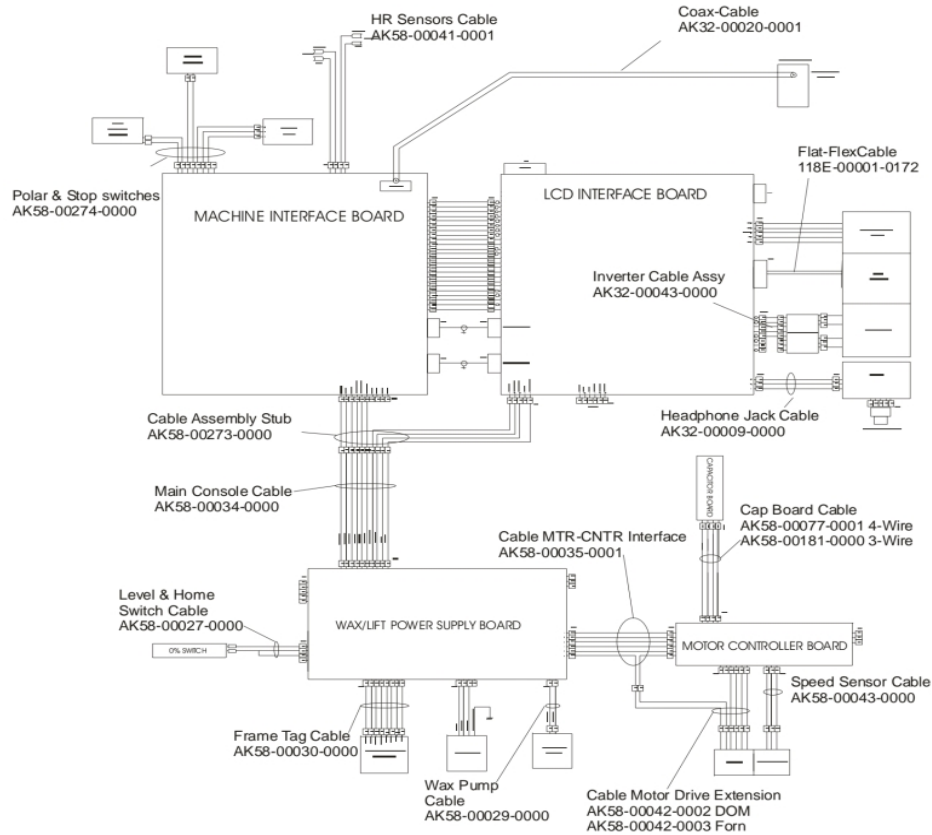 HR Sensors Cable
AK58-00041-0001
Coax-Cable
AK32-00020-0001
Polar & Stop switches
AK58-00274-0000
Flat-FlexCable
118E-00001-0172
MACHINE INTERFACE BOARD
LCD INTERFACE BOARD
Inverter Cable Assy
AK32-00043-0000
Cable Assembly Stub
AK58-00273-0000
Headphone Jack Cable
AK32-00009-0000
Main Console Cable
AK58-00034-0000
CAPACITOR BOARD
Cap Board Cable
AK58-00077-0001 4-Wire
AK58-00181-0000 3-Wire
Cable MTR-CNTR Interface
AK58-00035-0001
Level & Home
Switch Cable
AK58-00027-0000
0% SWITCH
WAX/LIFT POWER SUPPLY BOARD
MOTOR CONTROLLER BOARD
Speed Sensor Cable
AK58-00043-0000
Frame Tag Cable
AK58-00030-0000
Wax Pump
Cable
AK58-00029-0000
Cable Motor Drive Extension
AK58-00042-0002 DOM
AK58-00042-0003 Forn